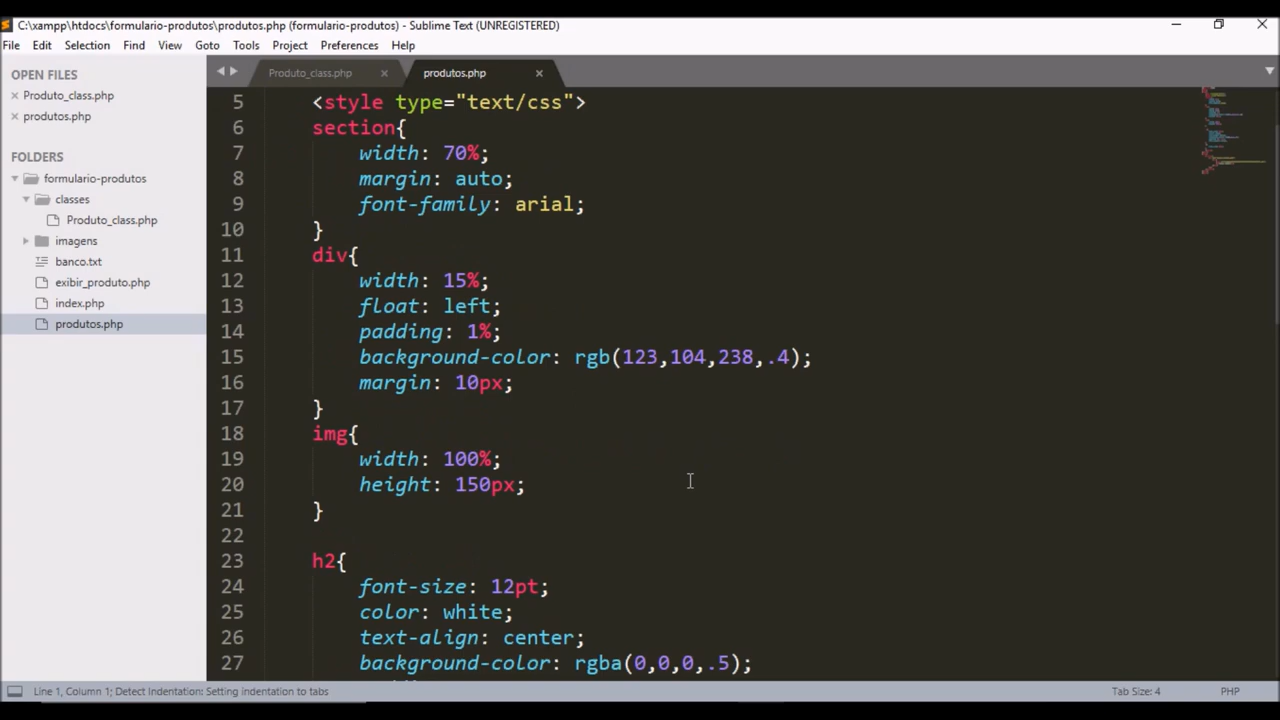 C:\xampp\htdocs\formulario-produtos\produtos.php (formulario-produtos) - Sublime Text (UNREGISTERED)
File Edit Selection Find View Goto Tools Project Preferences Help
OPEN FILES
Produto_class.php
produtos.php
FOLDERS
formulario-produtos
classes
Produto_class.php
imagens
banco.txt
exibir_produto.php
index.php
produtos.php
Produto_class.php produtos.php
5 <style type="text/css">
6 section{
7 width: 70%;
8 margin: auto;
9 font-family: arial;
10 }
11 div{
12 width: 15%;
13 float: left;
14 padding: 1%;
15 background-color: rgb(123,104,238,.4);
16 margin: 10px;
17 }
18 img{
19 width: 100%;
20 height: 150px;
21 }
22
23 h2{
24 font-size: 12pt;
25 color: white;
26 text-align: center;
27 background-color: rgba(0,0,0,.5);
Line 1, Column 1; Detect Indentation: Setting indentation to tabs Tab Size: 4 PHP